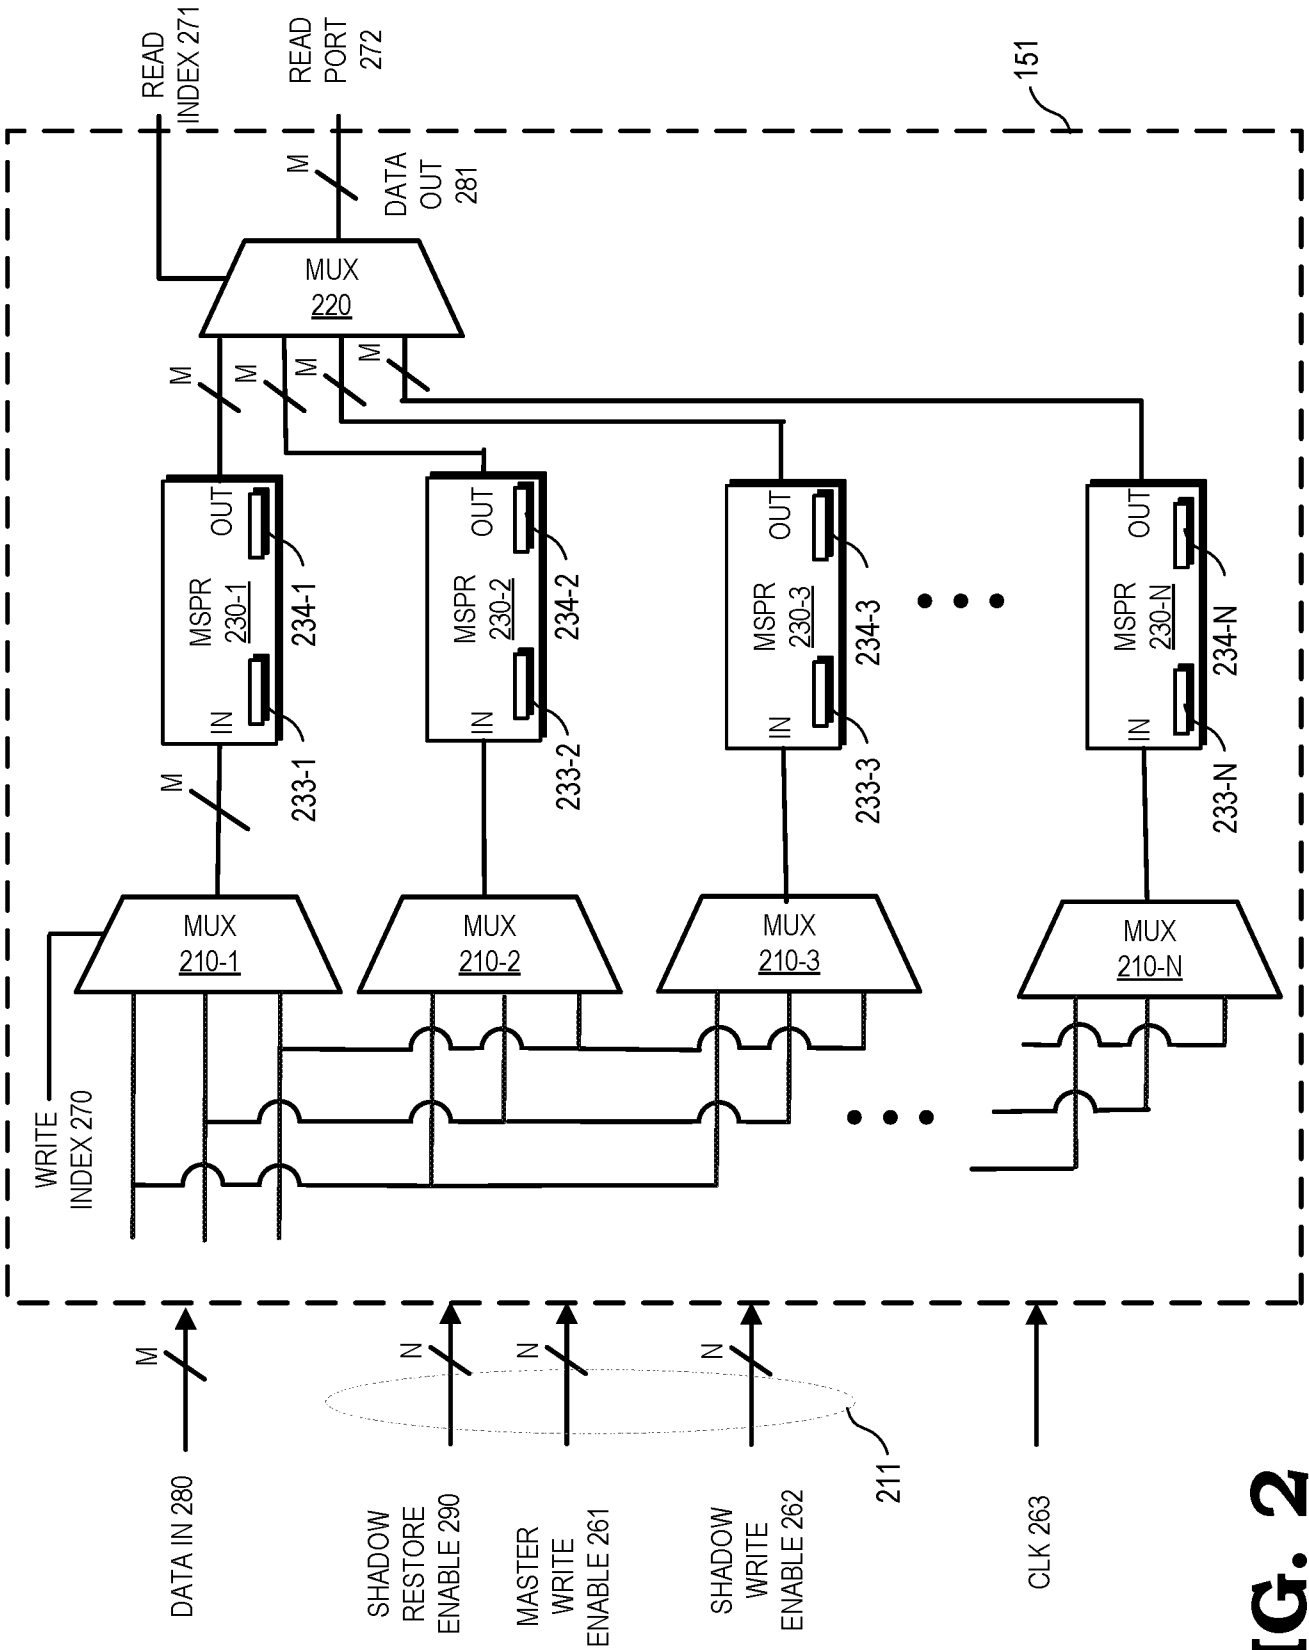 DATA IN 280
M
SHADOW
RESTORE
ENABLE 290
N
MASTER
WRITE
ENABLE 261
N
SHADOW
WRITE
ENABLE 262
N
211
CLK 263
WRITE
INDEX 270
MUX
210-1
MUX
210-2
MUX
210-3
MUX
210-N
M
IN
MSPR
230-1
OUT
233-1
234-1
IN
MSPR
230-2
OUT
233-2
234-2
IN
MSPR
230-3
OUT
233-3
234-3
IN
MSPR
230-N
OUT
233-N
234-N
M
M
M
M
MUX
220
M
DATA
OUT
281
READ
INDEX 271
READ
PORT
272
151
IG. 2